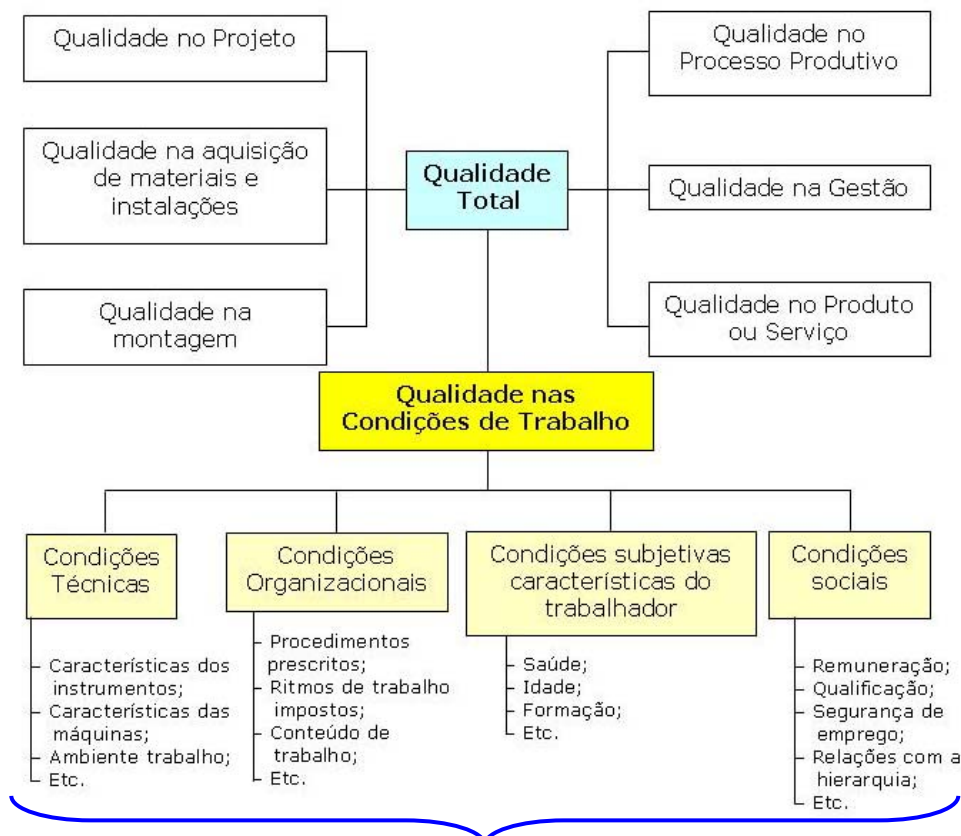 Qualidade no Projeto
Qualidade na aquisição
de materiais e
instalações
Qualidade na
montagem
Qualidade
Total
Qualidade no
Processo Produtivo
Qualidade na Gestão
Qualidade no Produto
ou Serviço
Qualidade nas
Condições de Trabalho
Condições
Técnicas
- Características dos
instrumentos;
- Características das
máquinas;
- Ambiente trabalho;
- Etc.
Condições
Organizacionais
- Procedimentos
prescritos;
- Ritmos de trabalho
impostos;
- Conteúdo de
trabalho;
- Etc.
Condições subjetivas
características do
trabalhador
- Saúde;
- Idade;
- Formação;
- Etc.
Condições
sociais
- Remuneração;
- Qualificação;
- Segurança de
emprego;
- Relações com a
hierarquia;
- Etc.